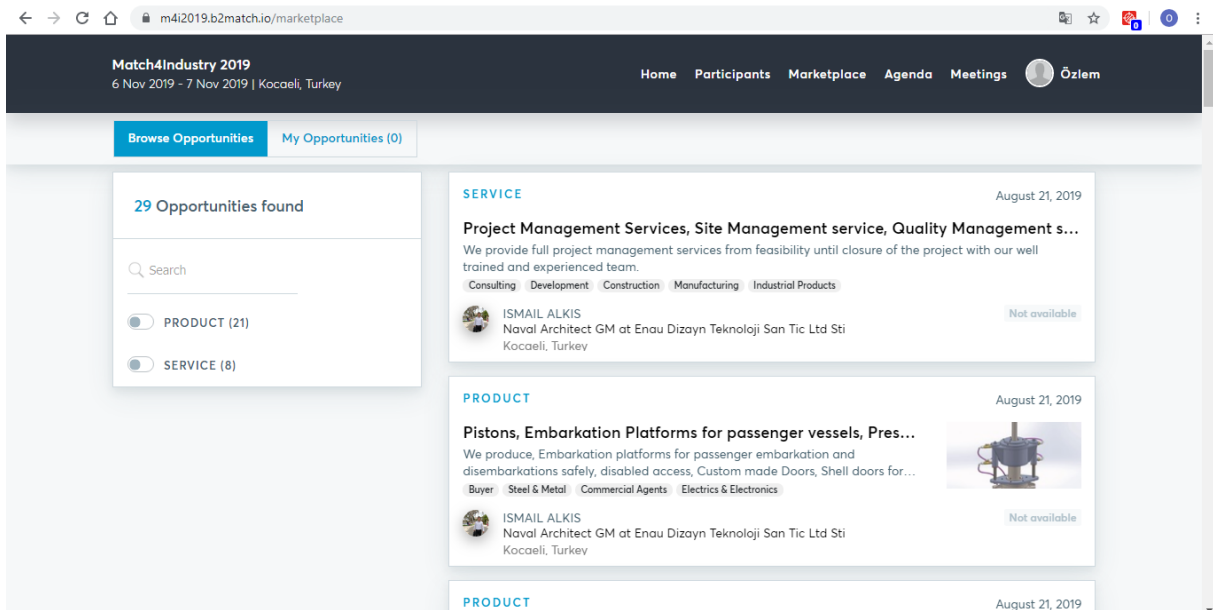 m4i2019.b2match.io/marketplace
0
O
Match4Industry 2019
6 Nov 2019 - 7 Nov 2019 | Kocaeli, Turkey
Home Participants Marketplace Agenda Meetings Özlem
Browse Opportunities My Opportunities (0)
29 Opportunities found
Search
PRODUCT (21)
SERVICE (8)
SERVICE August 21, 2019
Project Management Services, Site Management service, Quality Management s...
We provide full project management services from feasibility until closure of the project with our well
trained and experienced team.
Consulting Development Construction Manufacturing Industrial Products
ISMAIL ALKIS Not available
Naval Architect GM at Enau Dizayn Teknoloji San Tic Ltd Sti
Kocaeli, Turkey
PRODUCT August 21, 2019
Pistons, Embarkation Platforms for passenger vessels, Pres...
We produce, Embarkation platforms for passenger embarkation and
disembarkations safely, disabled access, Custom made Doors, Shell doors for...
Buyer Steel & Metal Commercial Agents Electrics & Electronics
ISMAIL ALKIS Not available
Naval Architect GM at Enau Dizayn Teknoloji San Tic Ltd Sti
Kocaeli, Turkey
PRODUCT August 21, 2019